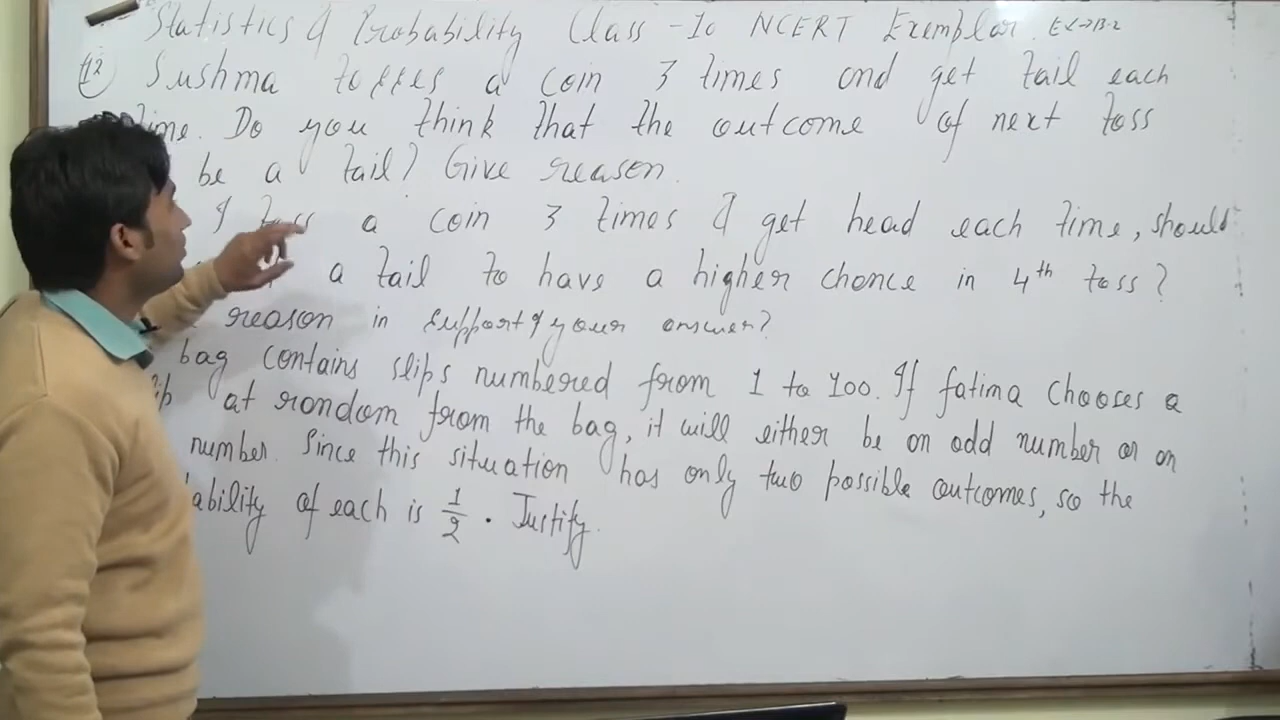 Statistics & Probability Class-10 NCERT Exemplar Ex→13.2
12 Sushma tosses a coin 3 times and get tail each
time. Do you think that the outcome of next toss
be a tail? Give reason.
If I toss a coin 3 times & get head each time, should
a tail to have a higher chance in 4th toss?
reason in support of your answer?
bag contains slips numbered from 1 to 100. If fatima chooses a
at random from the bag, it will either be an odd number or an
number. Since this situation has only two possible outcomes, so the
ability of each is 1/2. Justify.